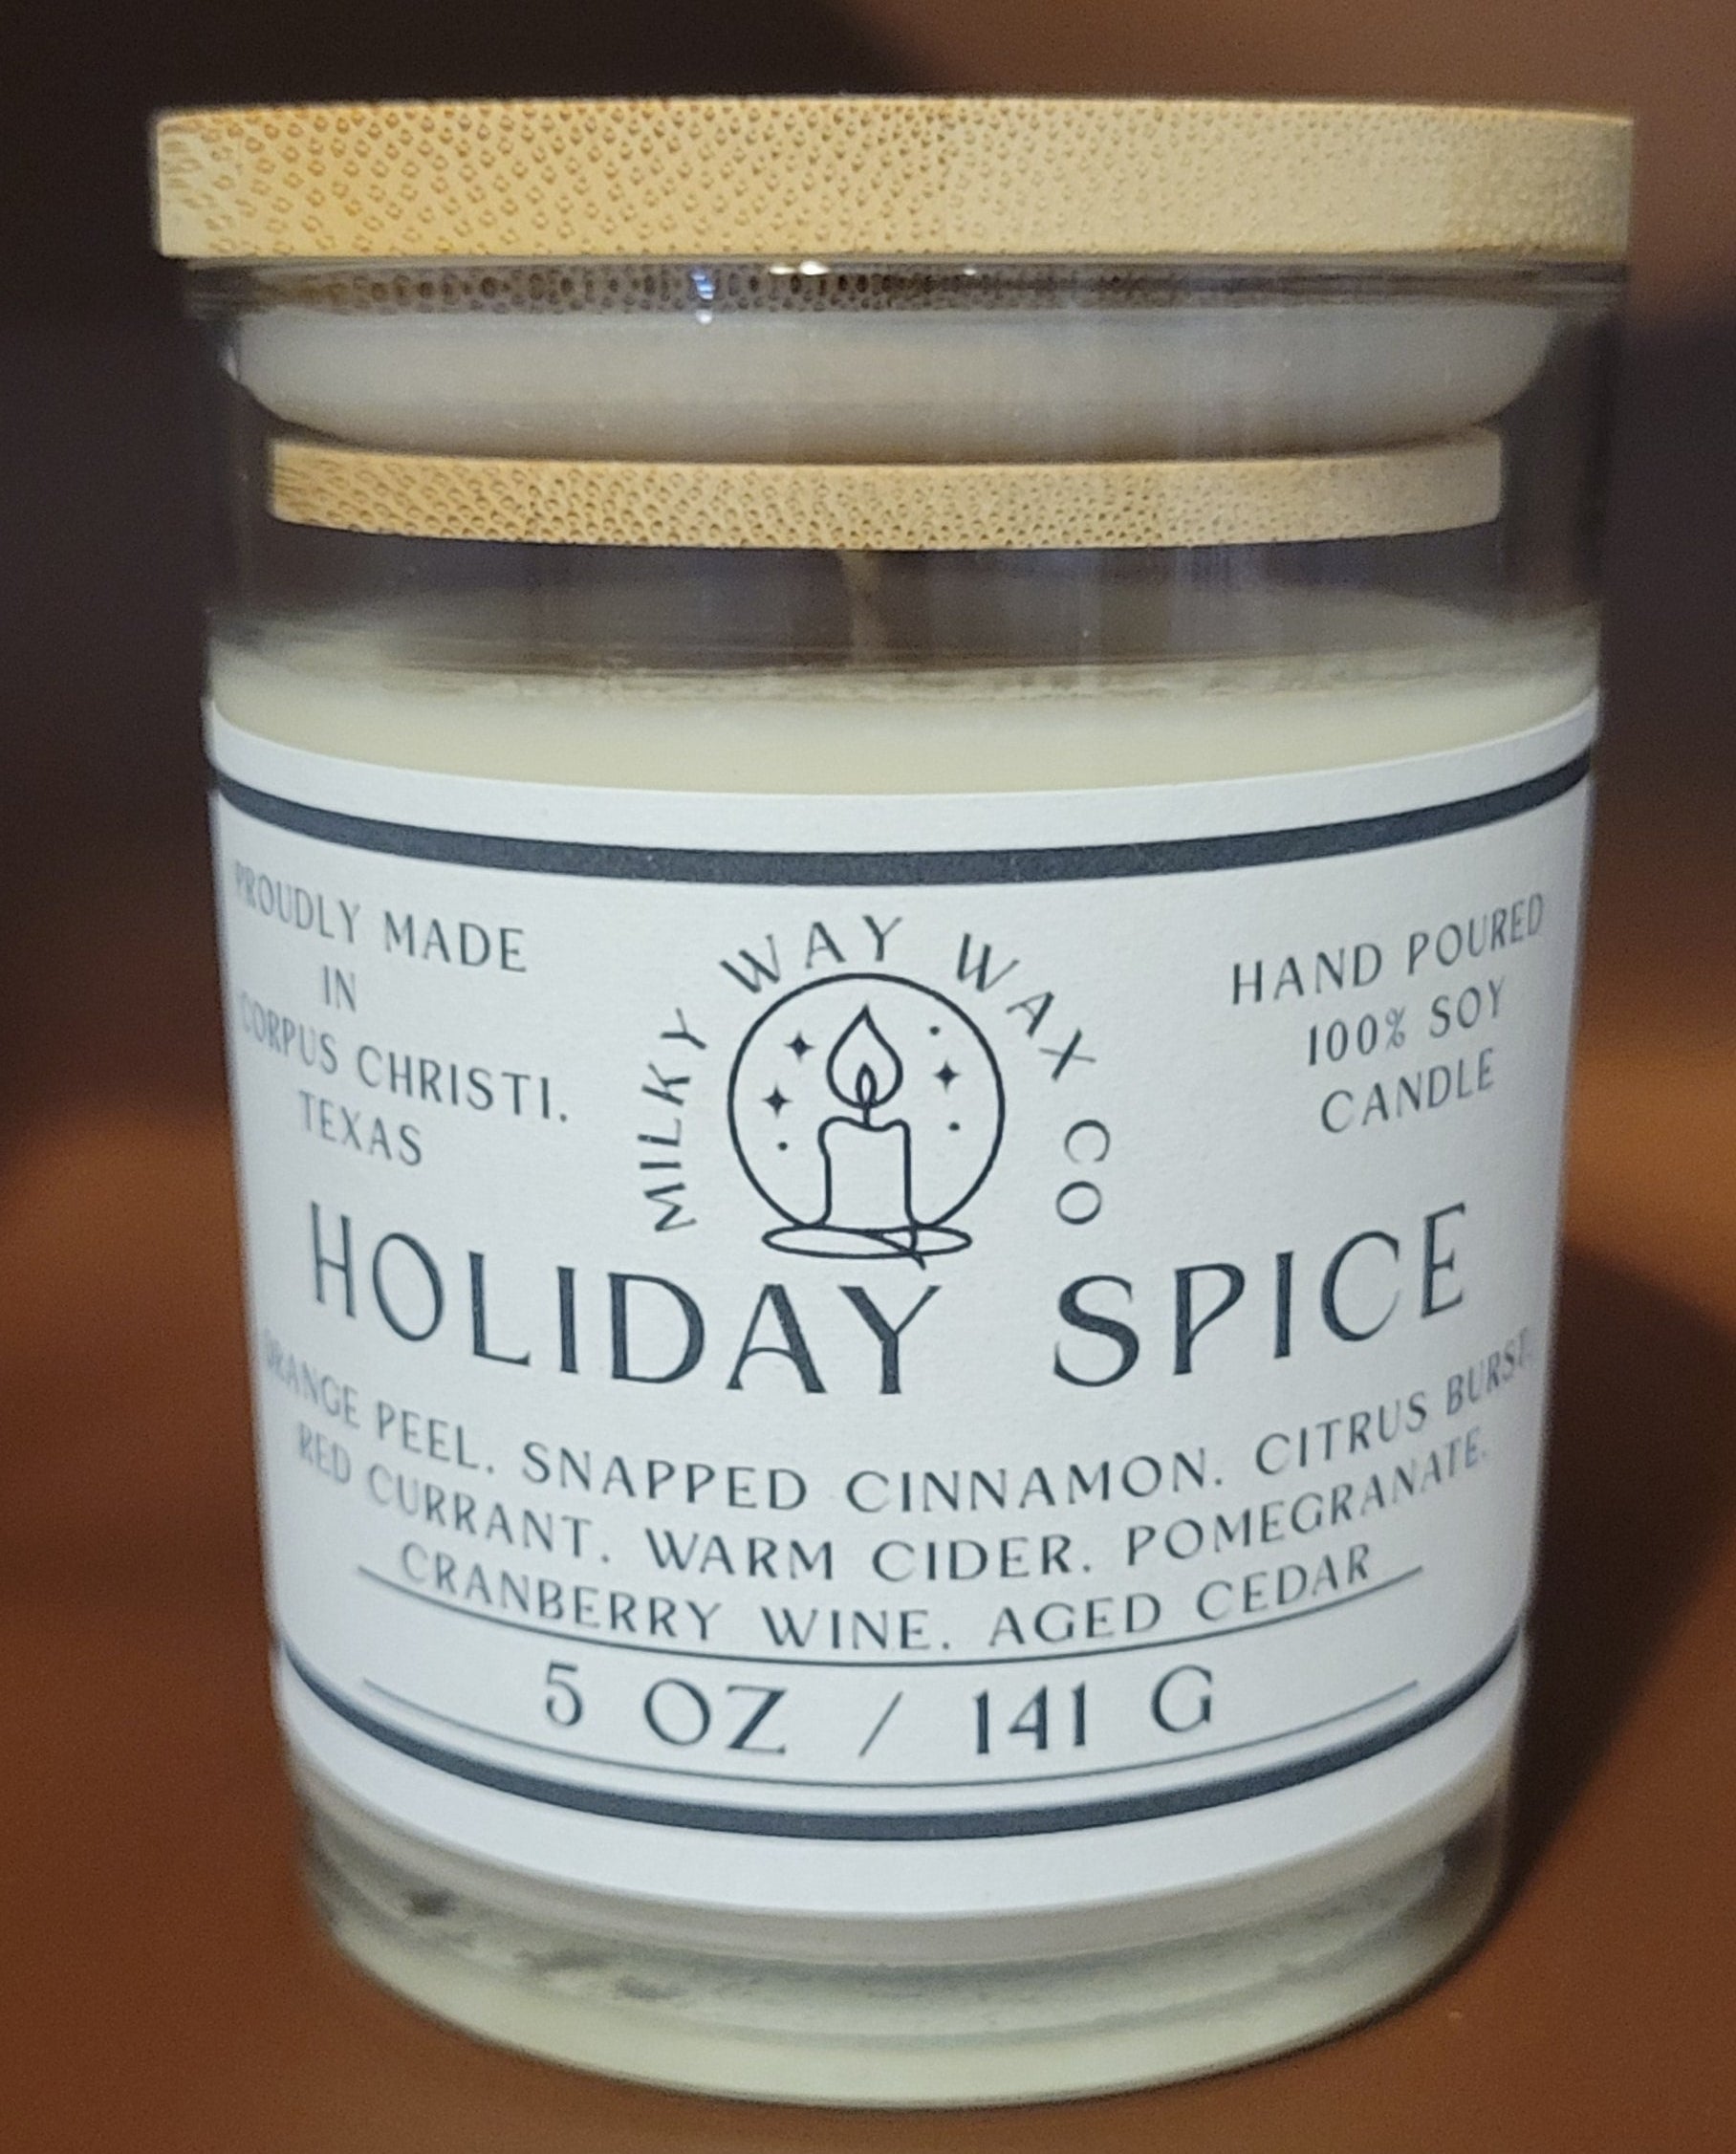 PROUDLY MADE
IN
CORPUS CHRISTI.
TEXAS
MILKY WAY WAX CO
HAND POURED
100% SOY
CANDLE
HOLIDAY SPICE
ORANGE PEEL. SNAPPED CINNAMON. CITRUS BURST.
RED CURRANT. WARM CIDER. POMEGRANATE.
CRANBERRY WINE. AGED CEDAR
5 OZ / 141 G